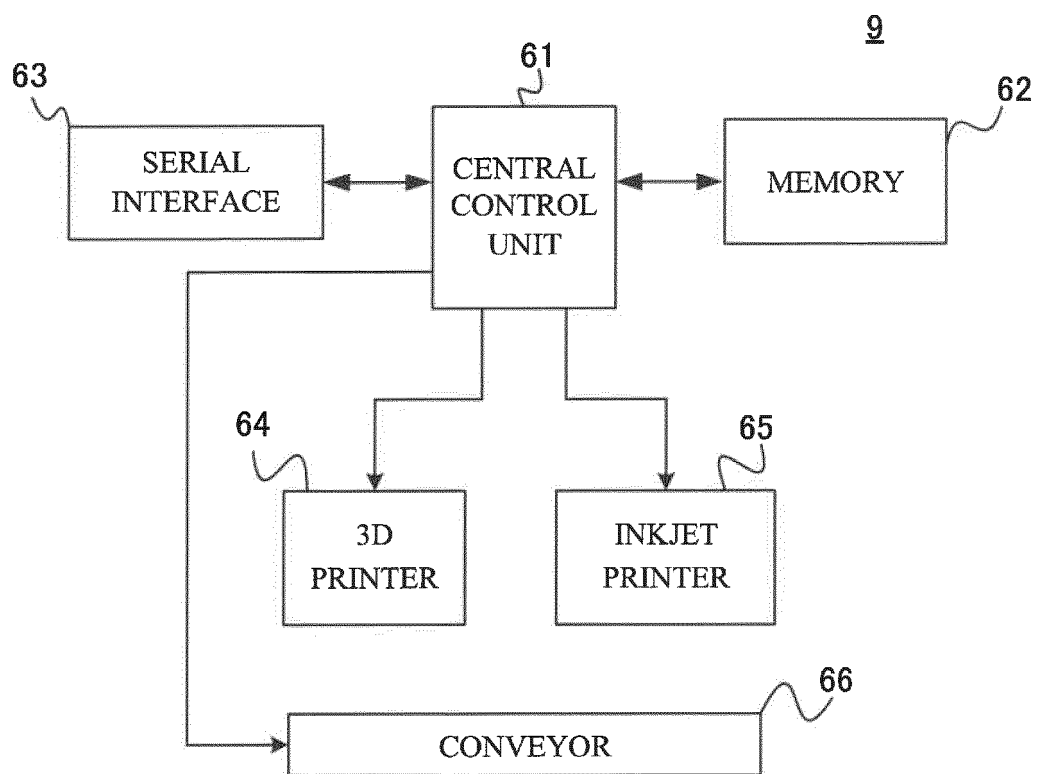 9
61
63
62
SERIAL
INTERFACE
CENTRAL
CONTROL
UNIT
MEMORY
64
65
3D
PRINTER
INKJET
PRINTER
66
CONVEYOR